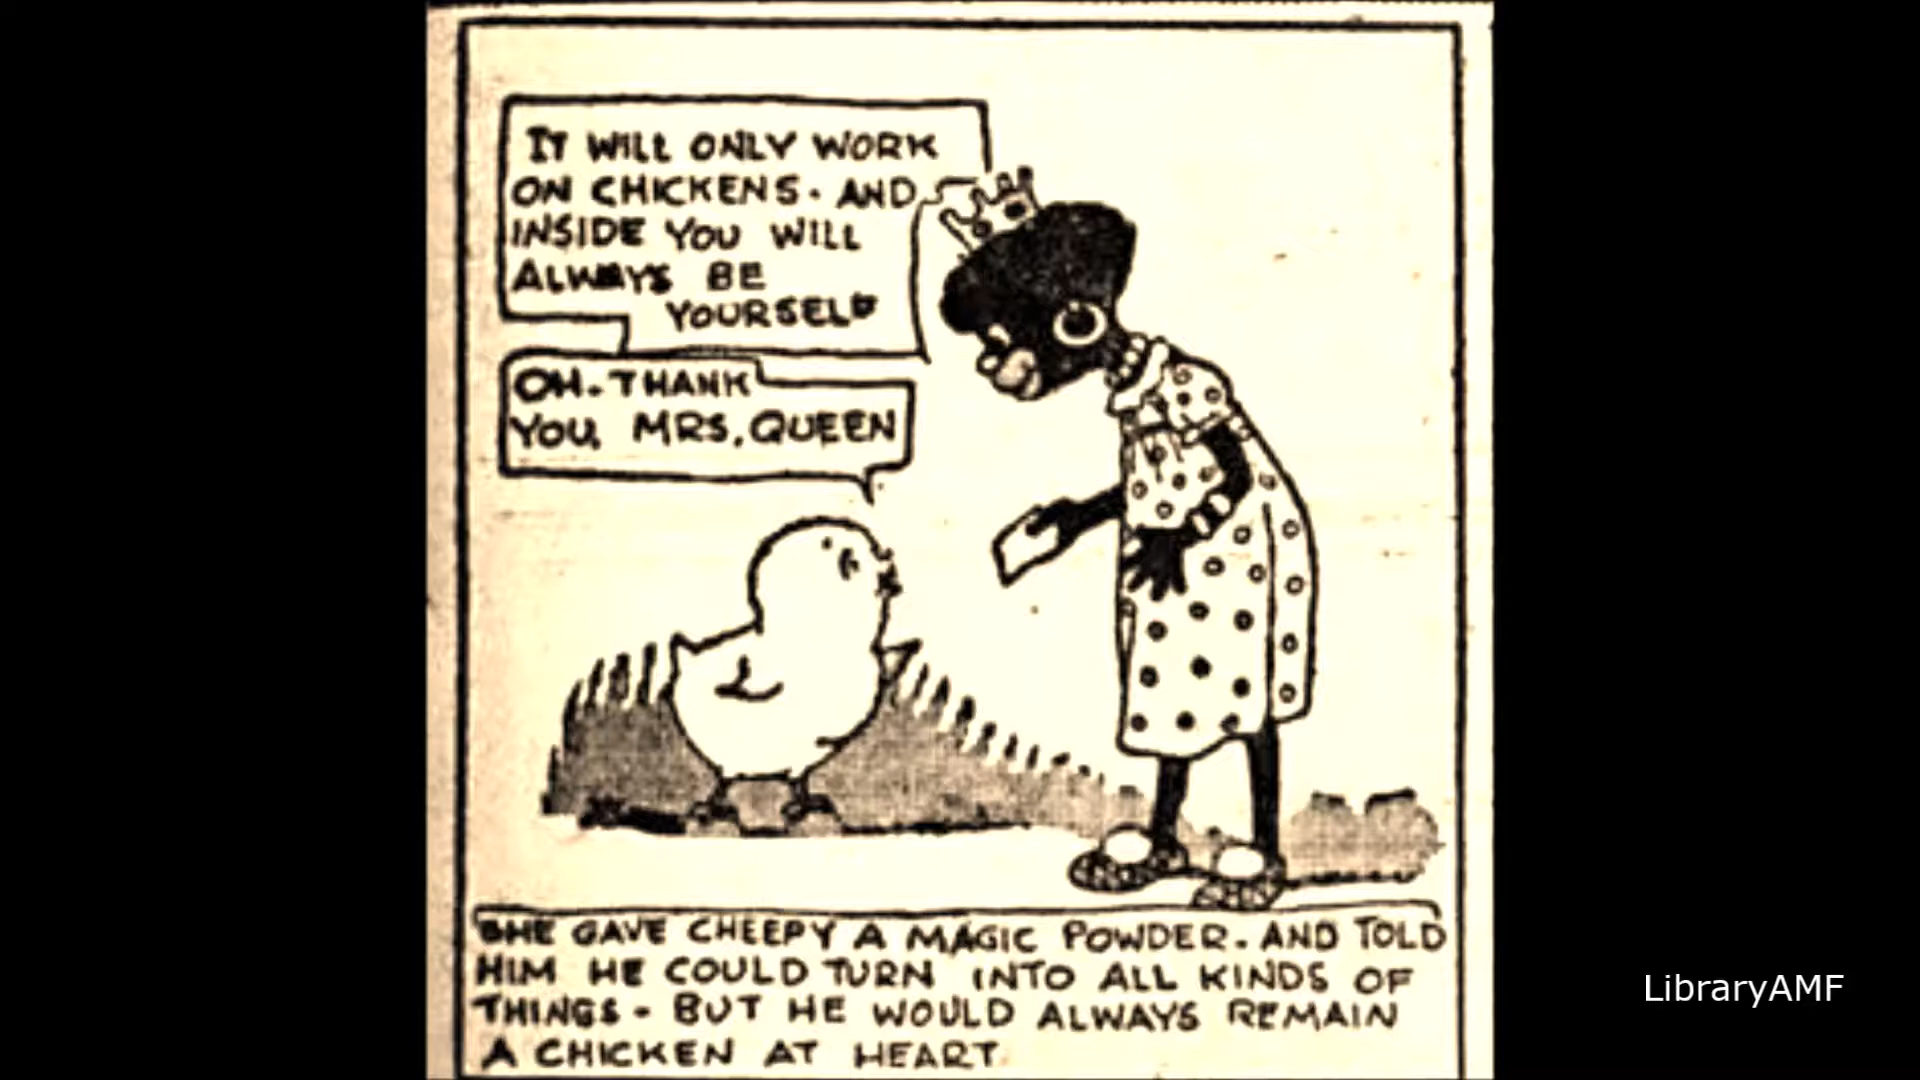 IT WILL ONLY WORK
ON CHICKENS. AND
INSIDE YOU WILL
ALWAYS BE
YOURSELF
OH. THANK
YOU, MRS. QUEEN
SHE GAVE CHEEPY A MAGIC POWDER. AND TOLD
HIM HE COULD TURN INTO ALL KINDS OF
THINGS - BUT HE WOULD ALWAYS REMAIN
A CHICKEN AT HEART
LibraryAMF